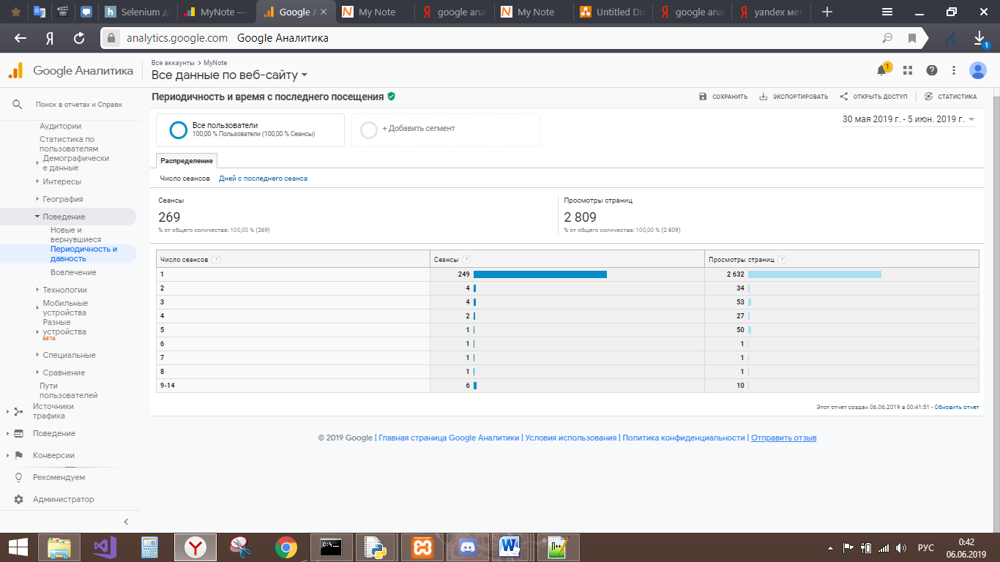 Selenium д
MyNote —
Google А
My Note
google ana
My Note
Untitled Dia
google ana
yandex мет
analytics.google.com Google Аналитика
1
Google Аналитика
Все аккаунты > MyNote
Все данные по веб-сайту
1
Поиск в отчетах и Справк
Аудитории
Статистика по
пользователям
Демографически
е данные
Интересы
География
Поведение
Новые и
вернувшиеся
Периодичность и
давность
Вовлечение
Технологии
Мобильные
устройства
Разные
устройства
БЕТА
Специальные
Сравнение
Пути
пользователей
Источники
трафика
Поведение
Конверсии
Рекомендуем
Администратор
Периодичность и время с последнего посещения
СОХРАНИТЬ
ЭКСПОРТИРОВАТЬ
ОТКРЫТЬ ДОСТУП
СТАТИСТИКА
Все пользователи
100,00 % Пользователи (100,00 % Сеансы)
+ Добавить сегмент
30 мая 2019 г. - 5 июн. 2019 г.
Распределение
Число сеансов Дней с последнего сеанса
Сеансы
269
% от общего количества: 100,00 % (269)
Просмотры страниц
2 809
% от общего количества: 100,00 % (2 809)
Число сеансов ? Сеансы ? Просмотры страниц ?
1 249 2 632
2 4 34
3 4 53
4 2 27
5 1 50
6 1 1
7 1 1
8 1 1
9-14 6 10
Этот отчет создан 06.06.2019 в 00:41:51 - Обновить отчет
© 2019 Google | Главная страница Google Аналитики | Условия использования | Политика конфиденциальности | Отправить отзыв
РУС
0:42
06.06.2019